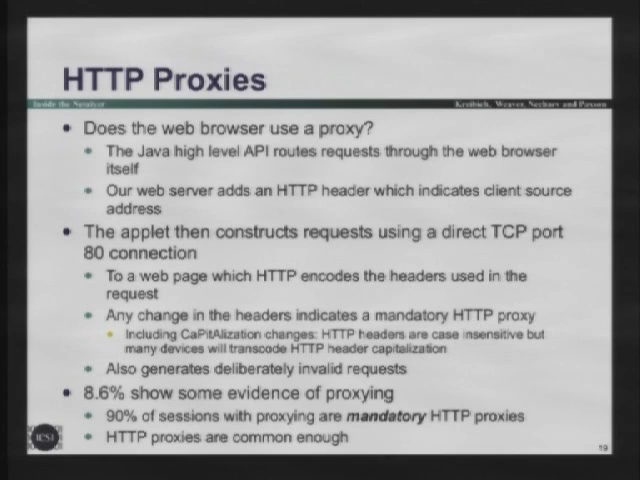 HTTP Proxies
Inside the Netalyzr
Kreibich, Weaver, Nechaev and Paxson
Does the web browser use a proxy?
The Java high level API routes requests through the web browser
itself
Our web server adds an HTTP header which indicates client source
address
The applet then constructs requests using a direct TCP port
80 connection
To a web page which HTTP encodes the headers used in the
request
Any change in the headers indicates a mandatory HTTP proxy
Including CaPitAlization changes: HTTP headers are case insensitive but
many devices will transcode HTTP header capitalization
Also generates deliberately invalid requests
8.6% show some evidence of proxying
90% of sessions with proxying are mandatory HTTP proxies
HTTP proxies are common enough
ICSI
19